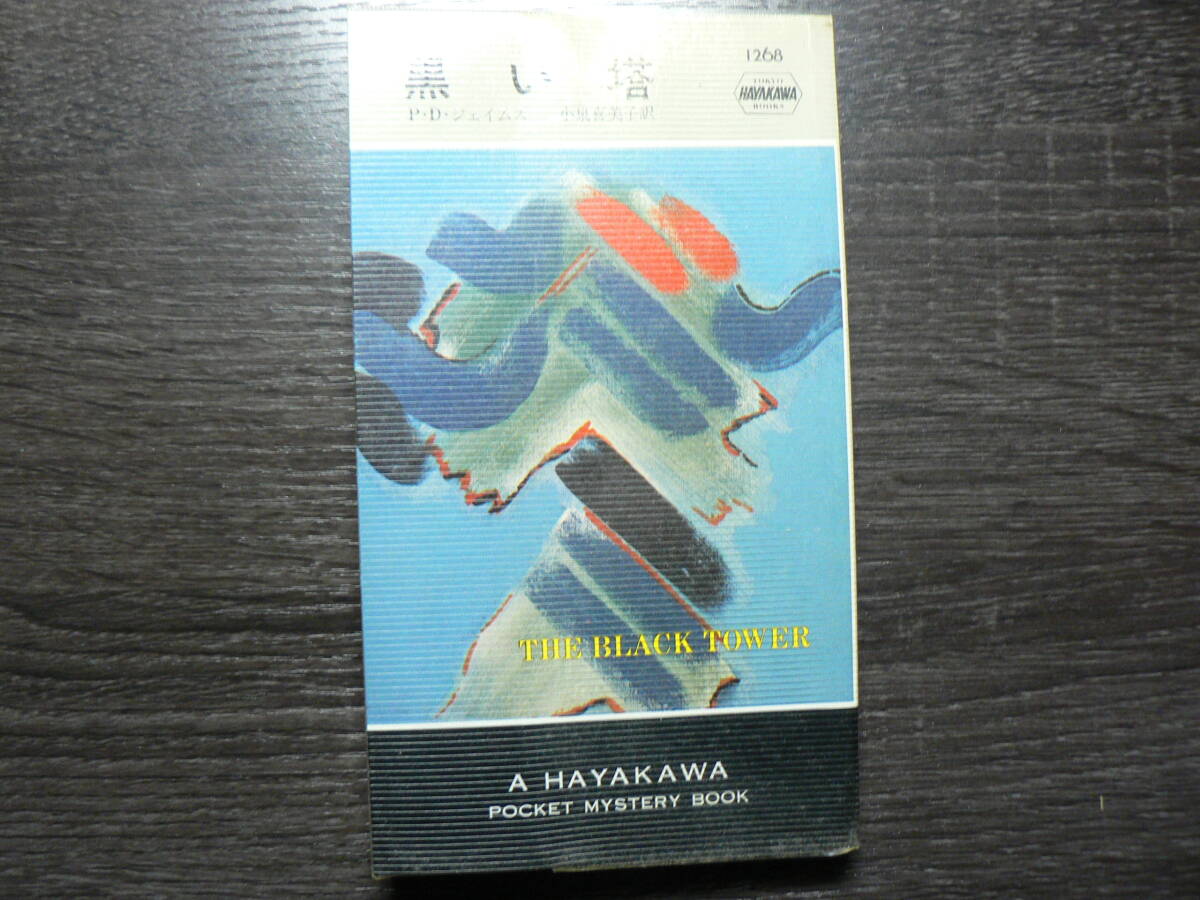 1268
黒い塔
TOKYO
HAYAKAWA
BOOKS
P・D・ジェイムズ 小泉喜美子訳
THE BLACK TOWER
A HAYAKAWA
POCKET MYSTERY BOOK